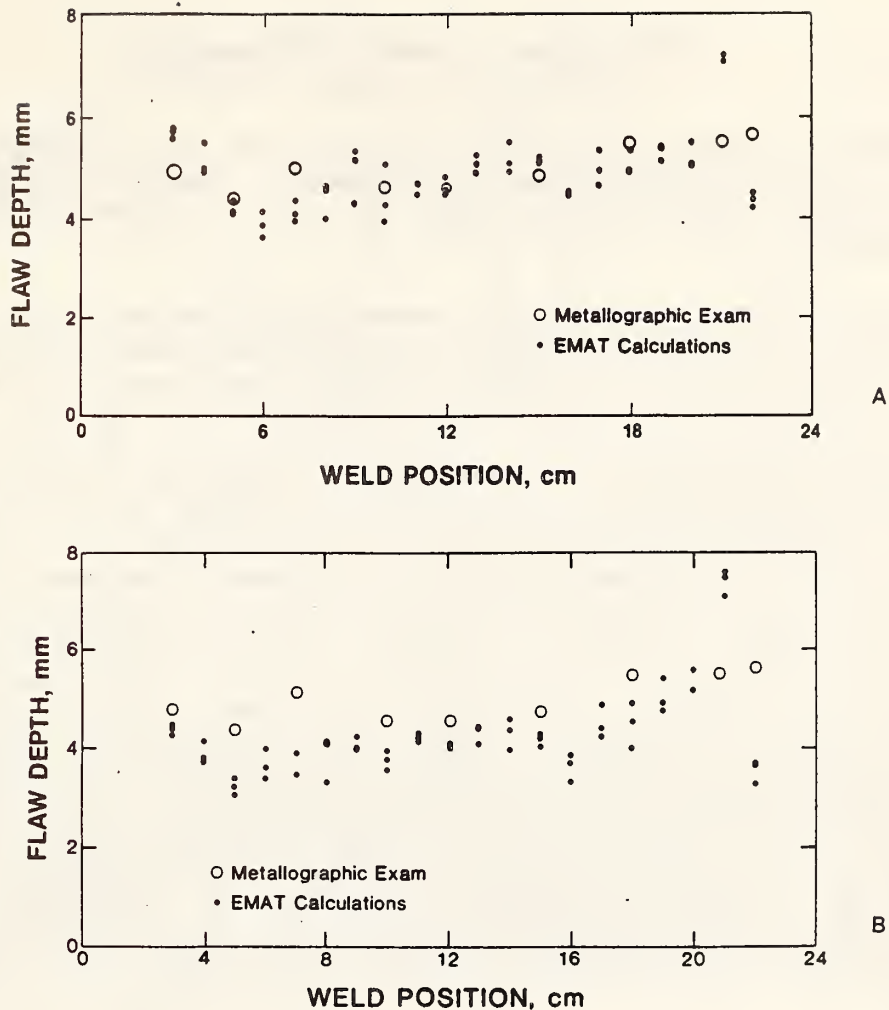 8
6
4
2
0
FLAW DEPTH, mm
○ Metallographic Exam
• EMAT Calculations
0 6 12 18 24
WELD POSITION, cm
A
8
6
4
2
0
FLAW DEPTH, mm
○ Metallographic Exam
• EMAT Calculations
0 4 8 12 16 20 24
WELD POSITION, cm
B